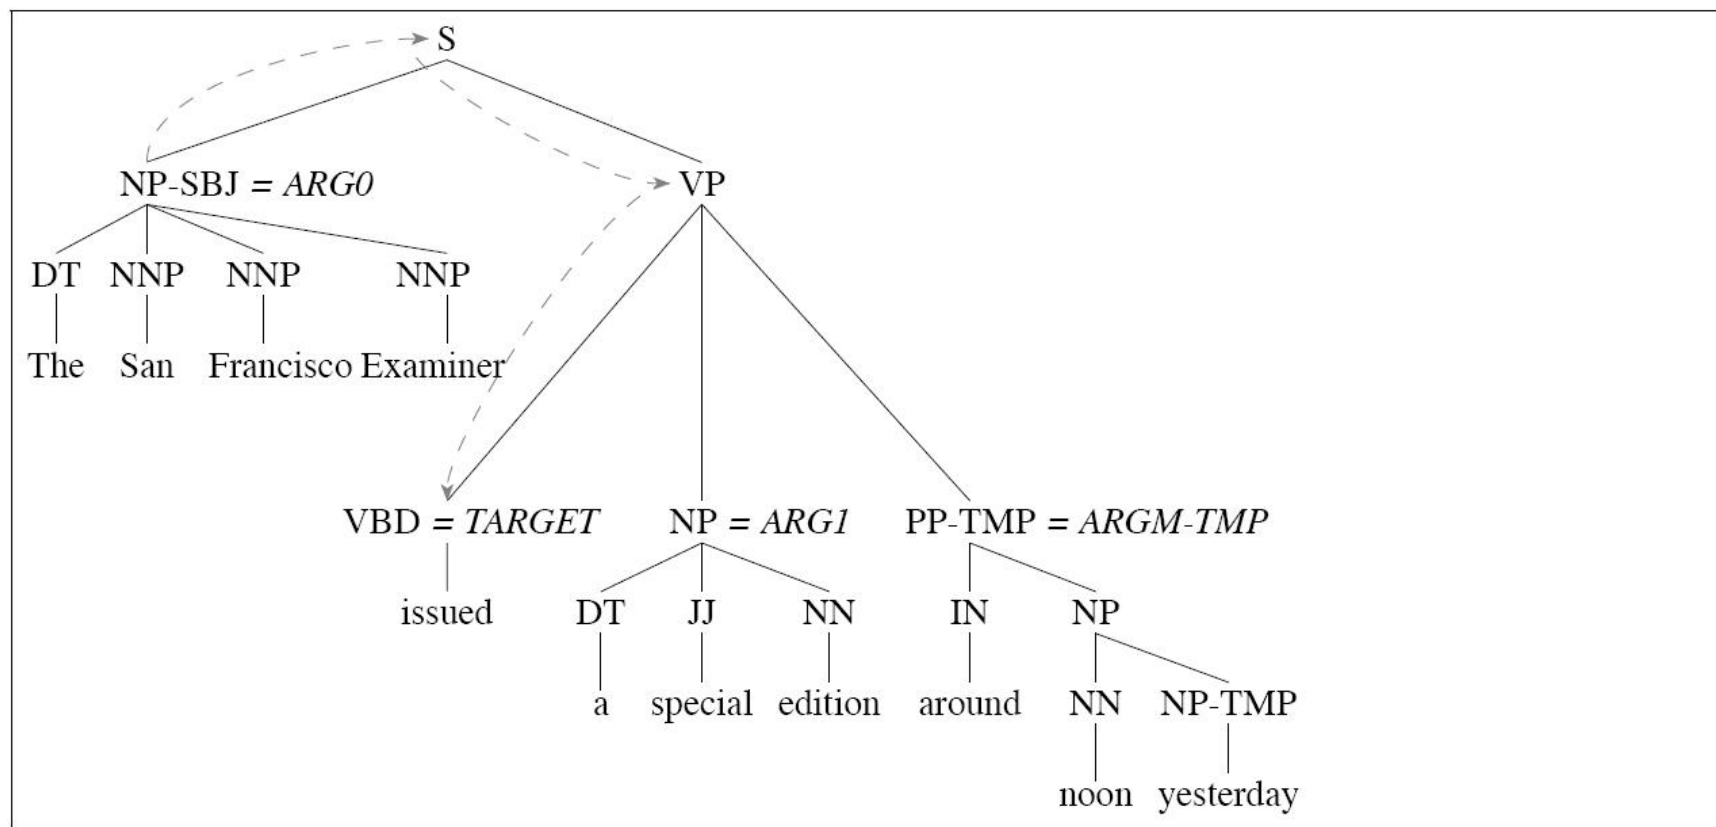 S
NP-SBJ = ARG0 VP
DT NNP NNP NNP
The San Francisco Examiner
VBD = TARGET NP = ARG1 PP-TMP = ARGM-TMP
issued DT JJ NN IN NP
a special edition around NN NP-TMP
noon yesterday